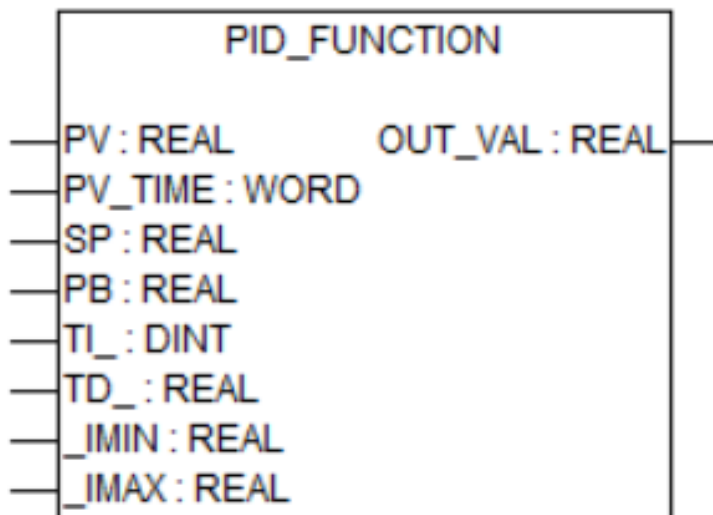 PID_FUNCTION
PV : REAL OUT_VAL : REAL
PV_TIME : WORD
SP : REAL
PB : REAL
TI_ : DINT
TD_ : REAL
_IMIN : REAL
_IMAX : REAL